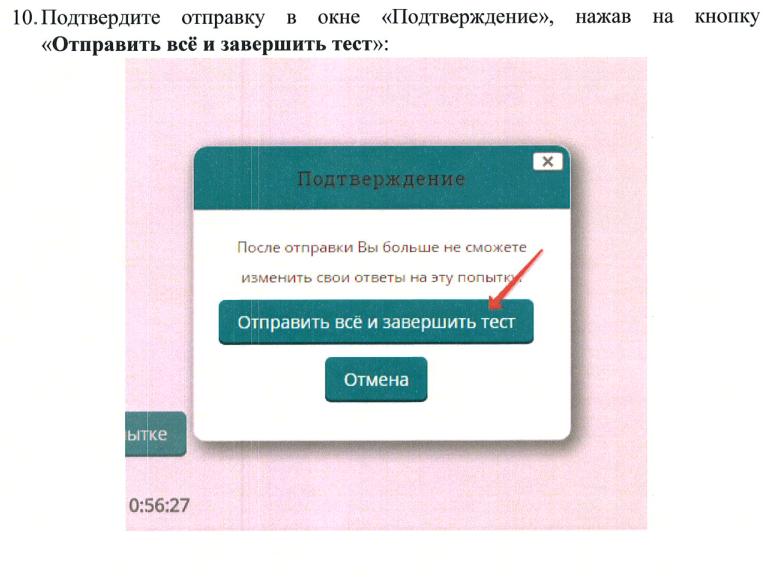 10. Подтвердите отправку в окне «Подтверждение», нажав на кнопку
«Отправить всё и завершить тест»:
Подтверждение
После отправки Вы больше не сможете
изменить свои ответы на эту попытку.
Отправить всё и завершить тест
Отмена
ытке
0:56:27